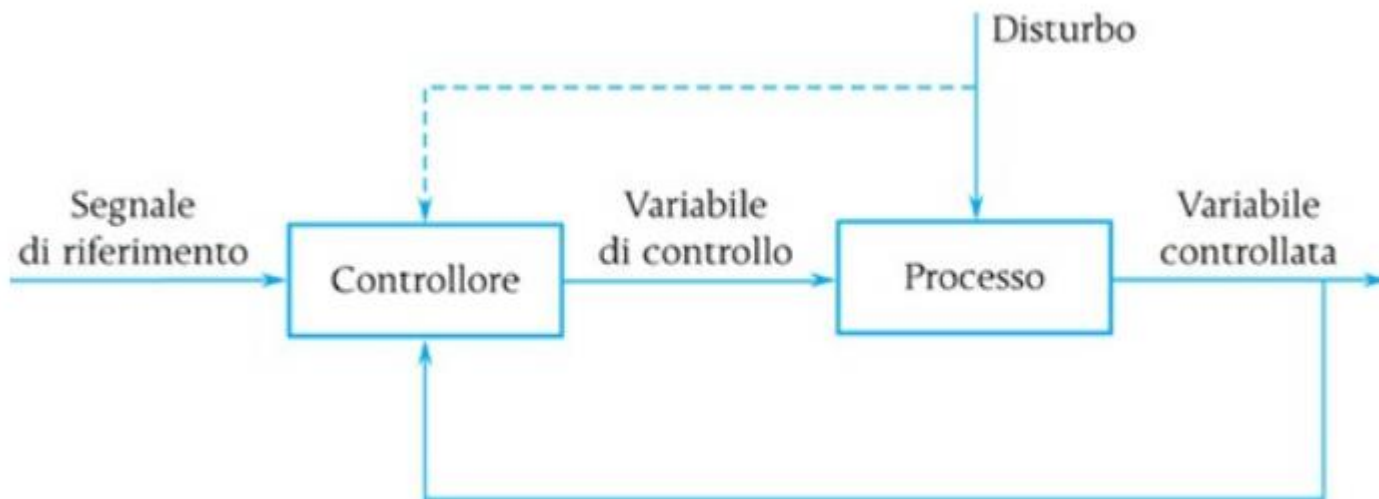 Disturbo
Segnale
di riferimento
Controllore
Variabile
di controllo
Processo
Variabile
controllata